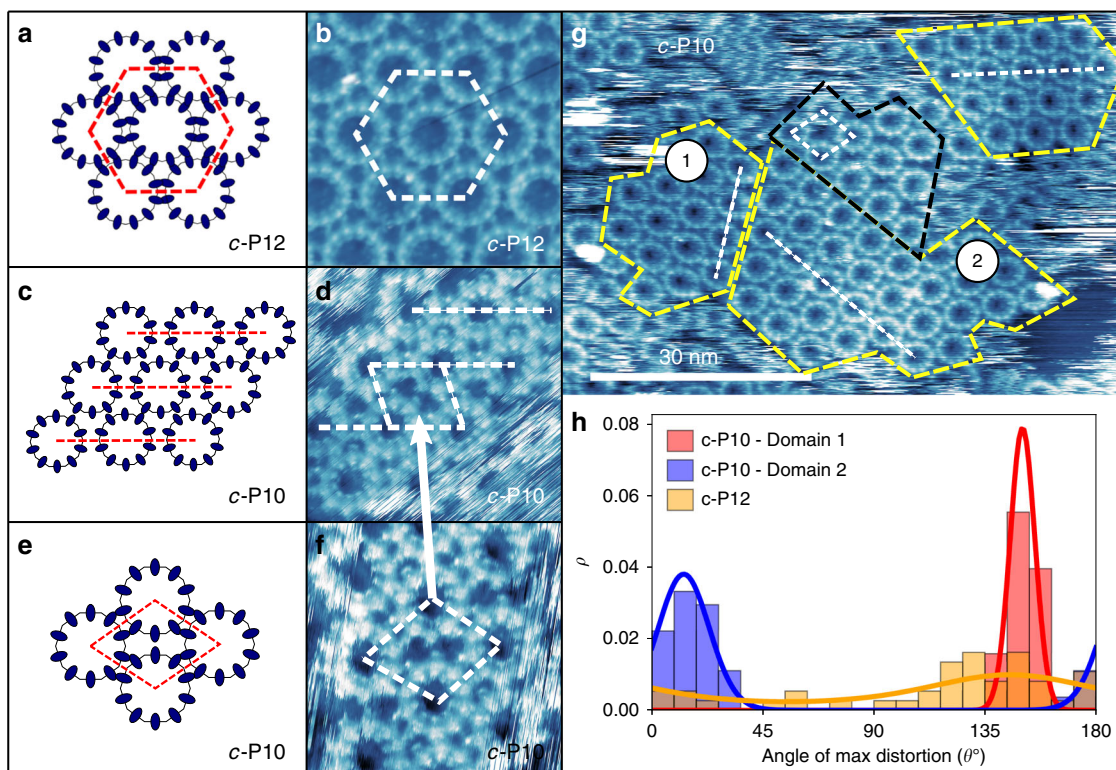 a
c-P12
b
c-P12
c
c-P10
d
c-P10
e
c-P10
f
c-P10
g
c-P10
1
2
30 nm
h
0.08
0.06
0.04
0.02
0.00
ρ
c-P10 - Domain 1
c-P10 - Domain 2
c-P12
0
45
90
135
180
Angle of max distortion (θ°)